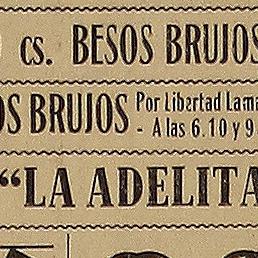 cs. BESOS BRUJOS
OS BRUJOS Por Libertad Lama
- A las 6.10 y 9
"LA ADELITA